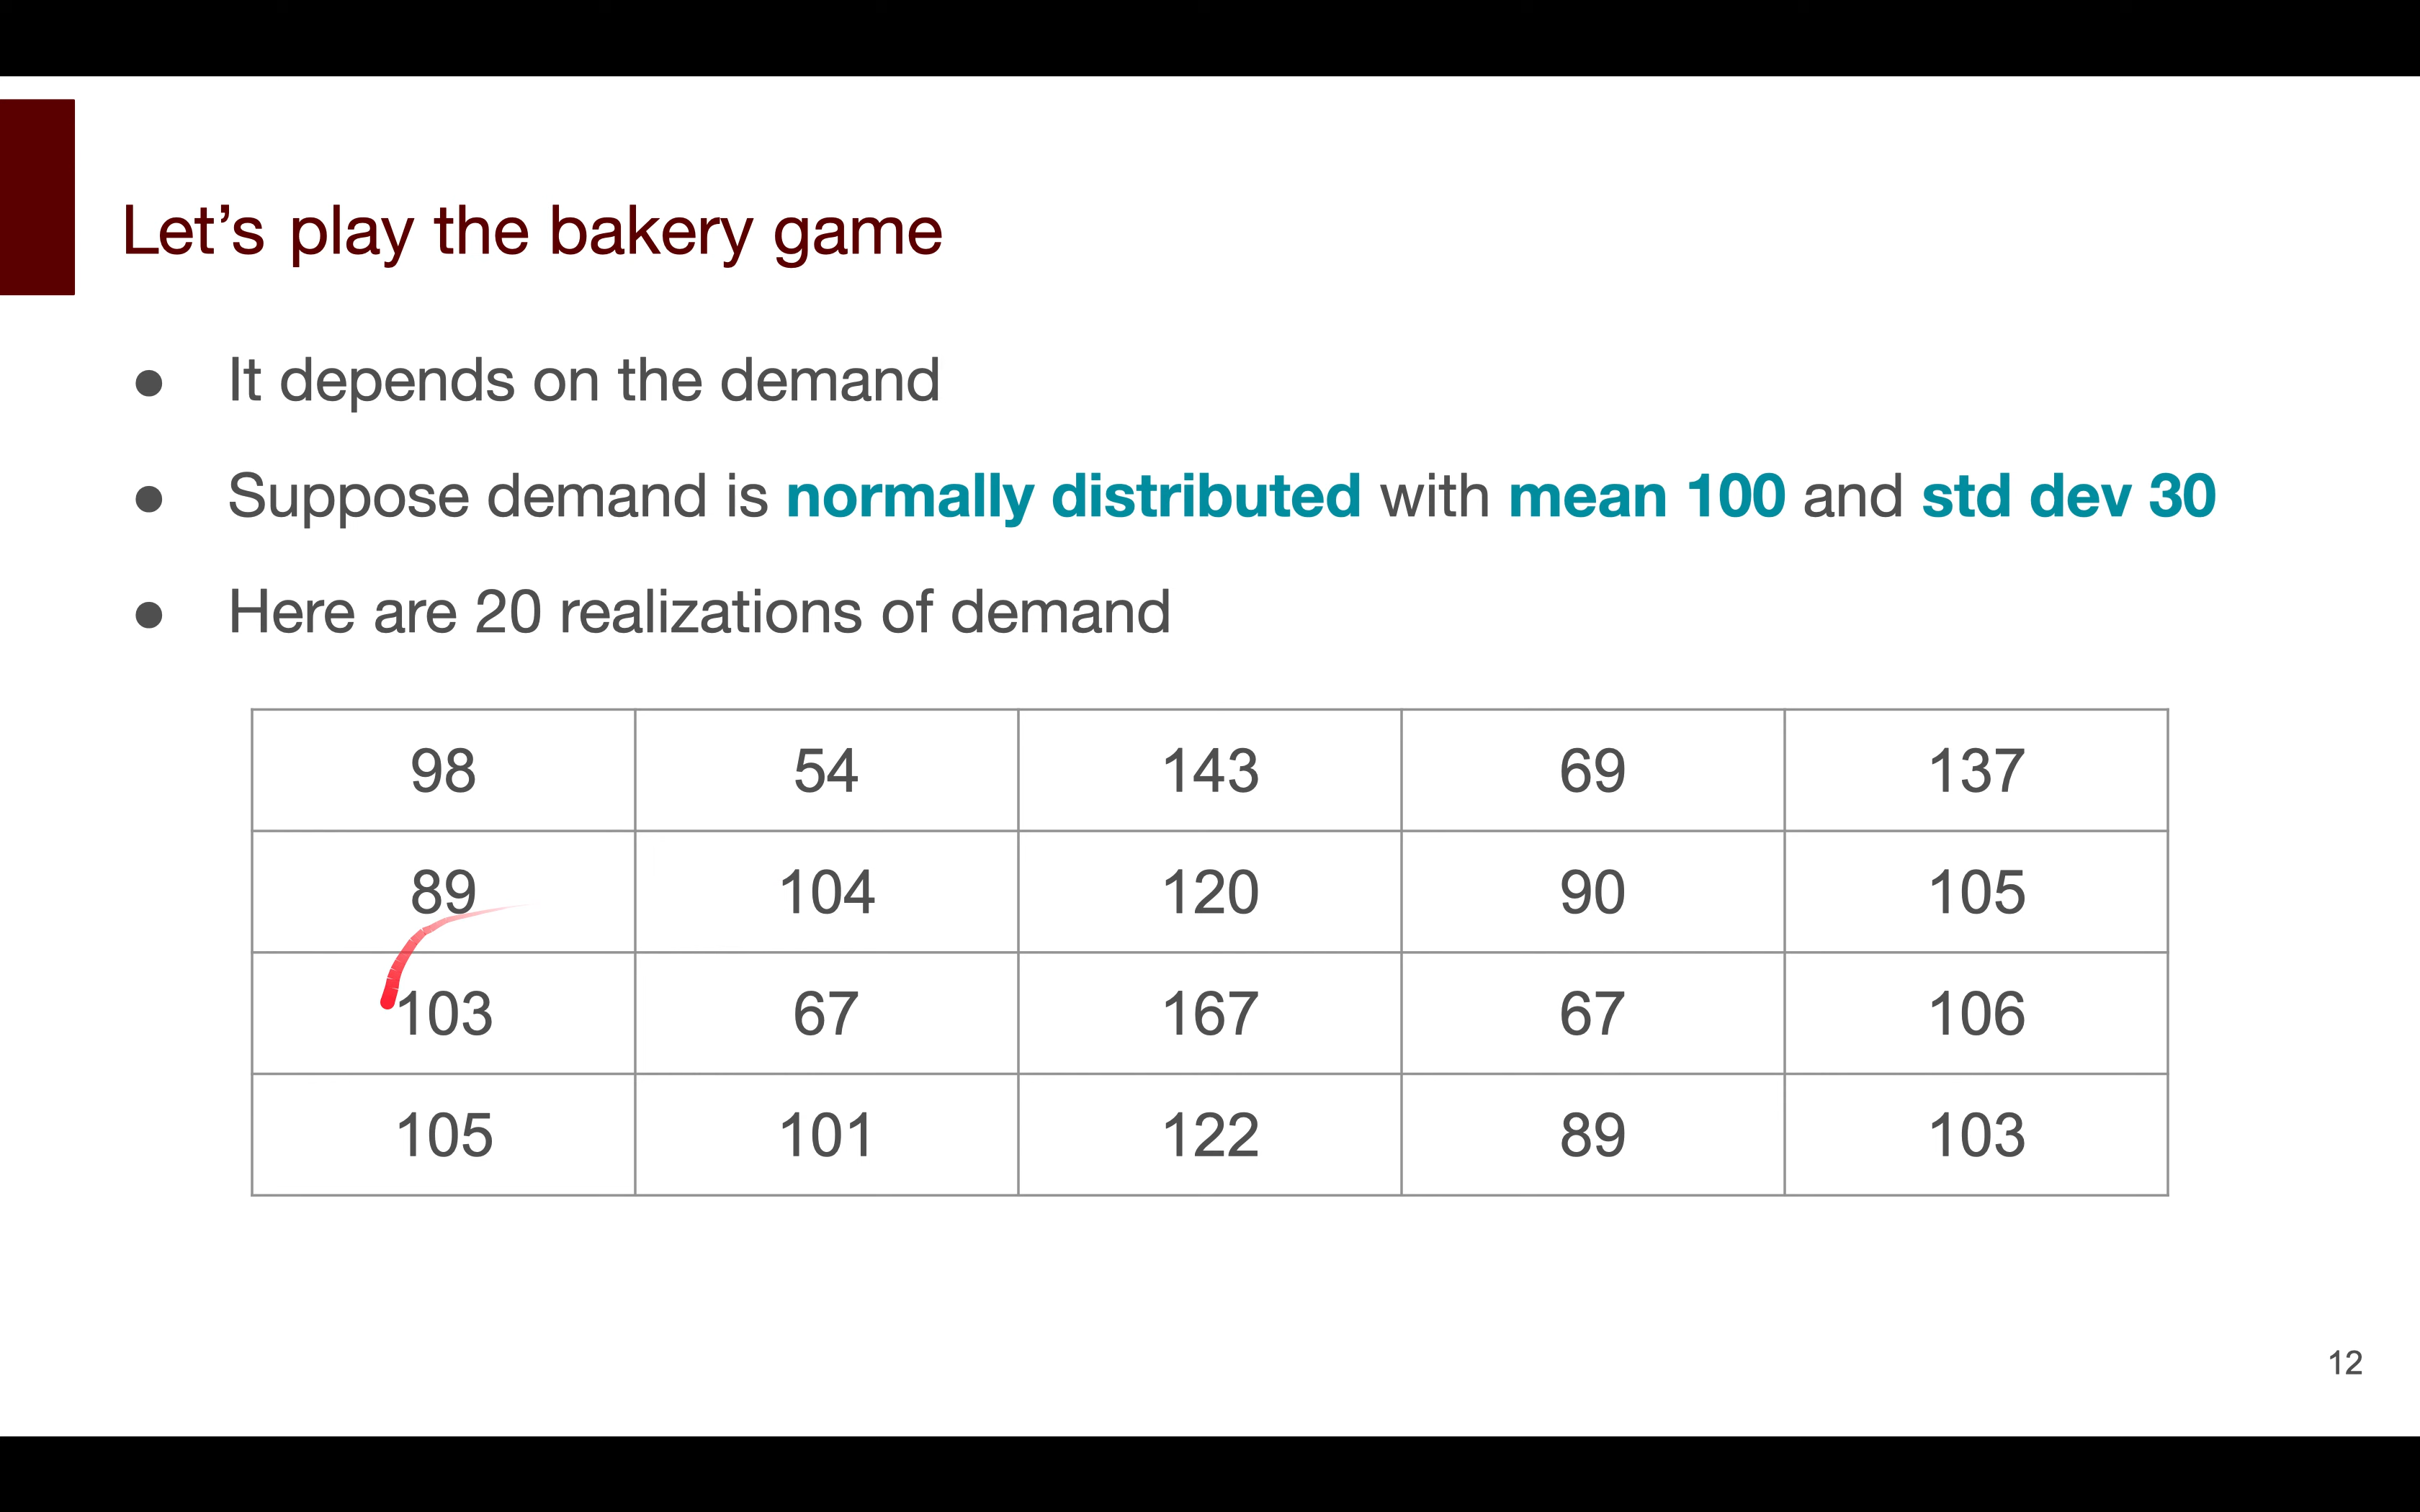 Let's play the bakery game
● It depends on the demand
● Suppose demand is normally distributed with mean 100 and std dev 30
● Here are 20 realizations of demand
98 54 143 69 137
89 104 120 90 105
103 67 167 67 106
105 101 122 89 103
12